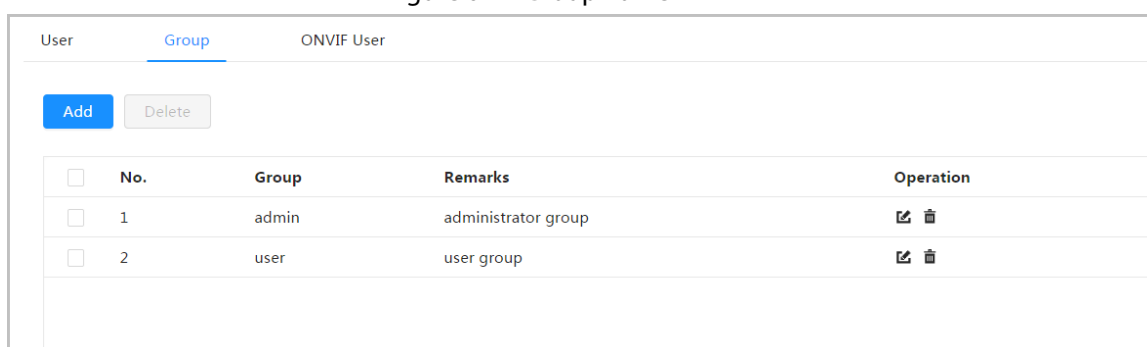 User Group ONVIF User
Add Delete
No. Group Remarks Operation
1 admin administrator group
2 user user group